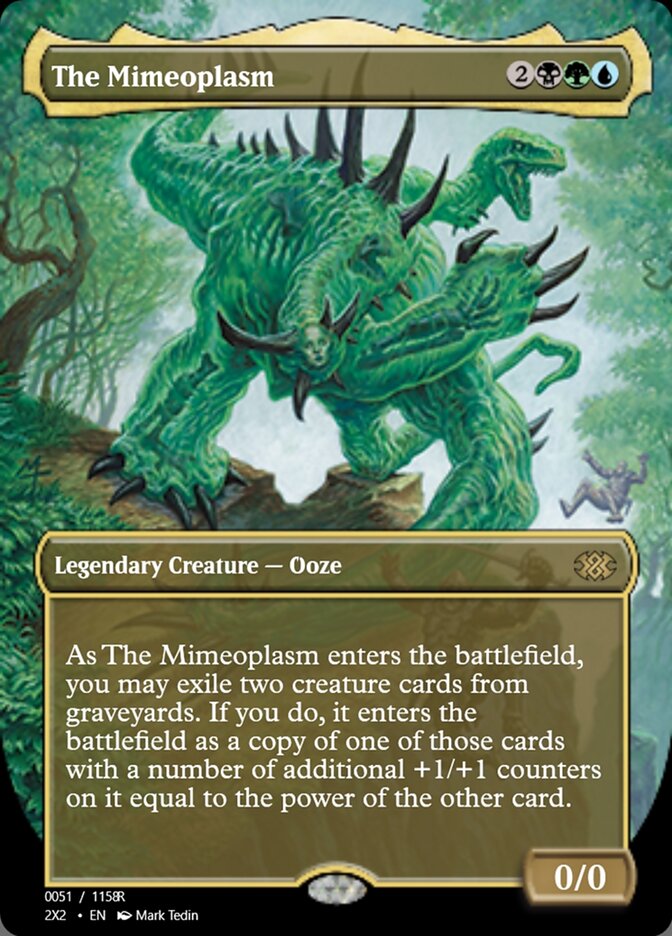 The Mimeoplasm 2
Legendary Creature — Ooze
As The Mimeoplasm enters the battlefield,
you may exile two creature cards from
graveyards. If you do, it enters the
battlefield as a copy of one of those cards
with a number of additional +1/+1 counters
on it equal to the power of the other card.
0/0
0051 / 1158R
2X2 • EN Mark Tedin